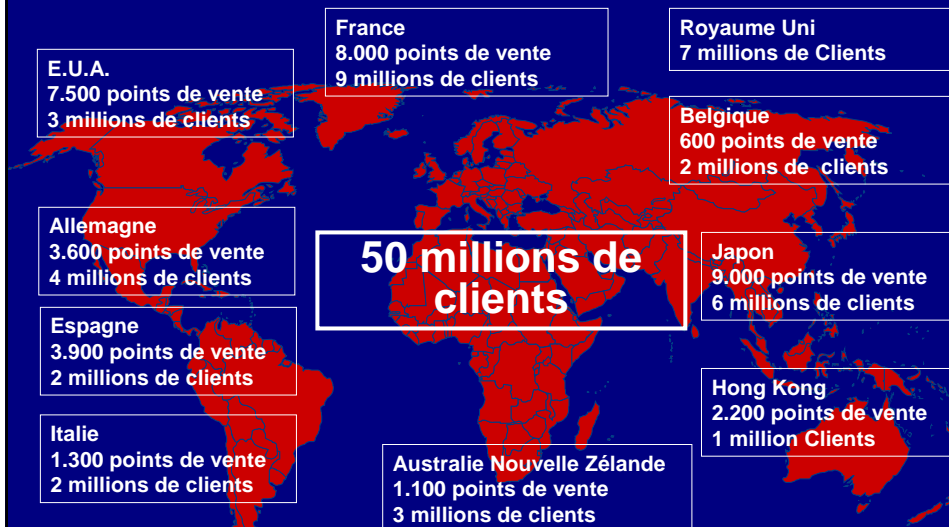 France
8.000 points de vente
9 millions de clients
Royaume Uni
7 millions de Clients
E.U.A.
7.500 points de vente
3 millions de clients
Belgique
600 points de vente
2 millions de clients
Allemagne
3.600 points de vente
4 millions de clients
50 millions de
clients
Japon
9.000 points de vente
6 millions de clients
Espagne
3.900 points de vente
2 millions de clients
Hong Kong
2.200 points de vente
1 million Clients
Italie
1.300 points de vente
2 millions de clients
Australie Nouvelle Zélande
1.100 points de vente
3 millions de clients